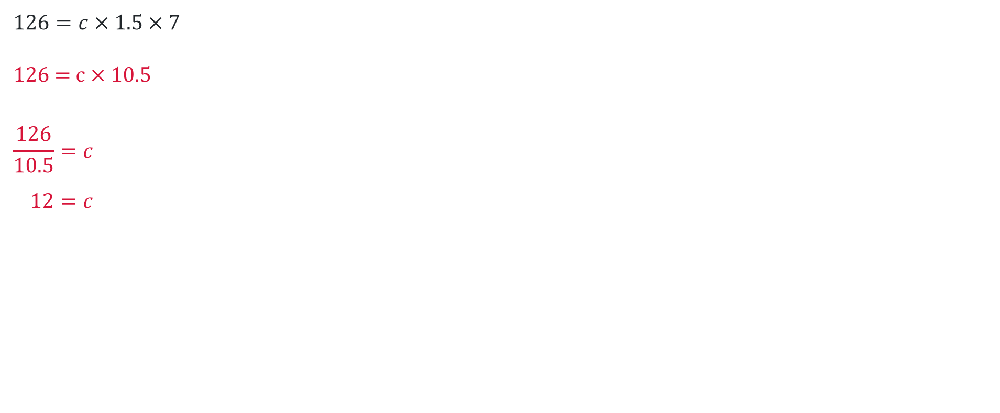 126 = c × 1.5 × 7
126 = c × 10.5
126/10.5 = c
12 = c